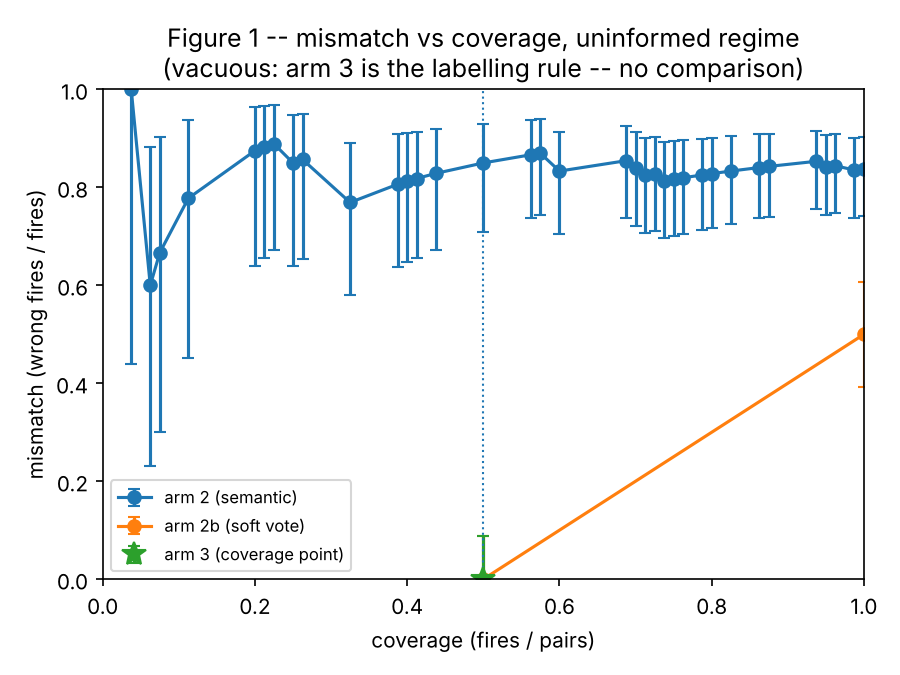 Figure 1 -- mismatch vs coverage, uninformed regime
(vacuous: arm 3 is the labelling rule -- no comparison)
mismatch (wrong fires / fires)
1.0
0.8
0.6
0.4
0.2
0.0
arm 2 (semantic)
arm 2b (soft vote)
arm 3 (coverage point)
0.0 0.2 0.4 0.6 0.8 1.0
coverage (fires / pairs)